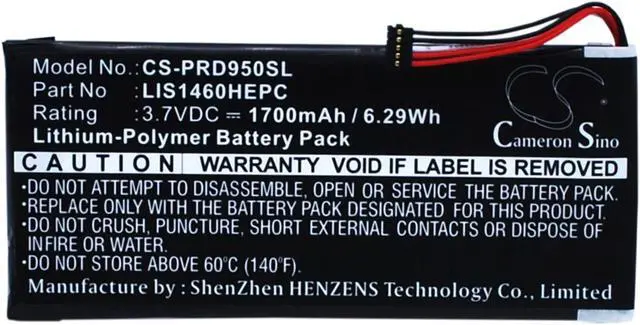 Model No.: CS-PRD950SL
Part No : LIS1460HEPC
Rating : 3.7VDC ⎓ 1700mAh / 6.29Wh
Lithium-Polymer Battery Pack
CS
Cameron Sino
CAUTION WARRANTY VOID IF LABEL IS REMOVED
•DO NOT ATTEMPT TO DISASSEMBLE, OPEN OR SERVICE BATTERY PACK.
•REPLACE ONLY WITH THE BATTERY PACK DESIGNATED FOR THIS PRODUCT.
•DO NOT CRUSH, PUNCTURE, SHORT EXTERNAL CONTACTS OR DISPOSE
OF IN FIRE OR WATER.
•DO NOT STORE ABOVE 60°C (140°F).
Manufacture by : ShenZhen HENZENS Technology Co., Limited